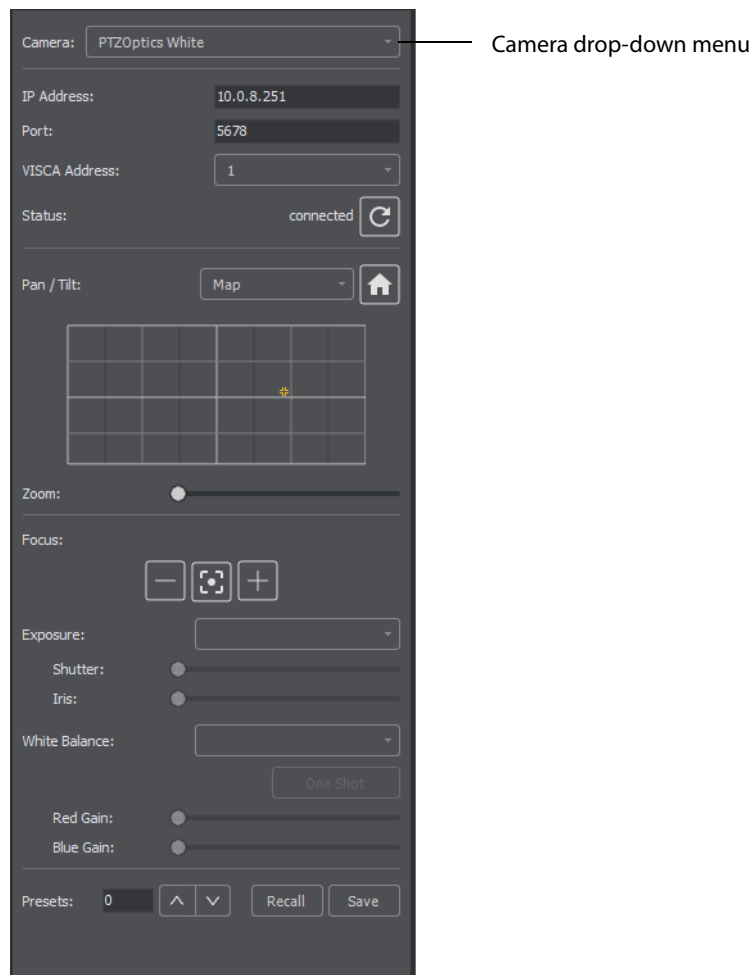 Camera: PTZOptics White
Camera drop-down menu
IP Address: 10.0.8.251
Port: 5678
VISCA Address: 1
Status: connected
Pan / Tilt: Map
Zoom:
Focus:
Exposure:
Shutter:
Iris:
White Balance:
One Shot
Red Gain:
Blue Gain:
Presets: 0 Recall Save